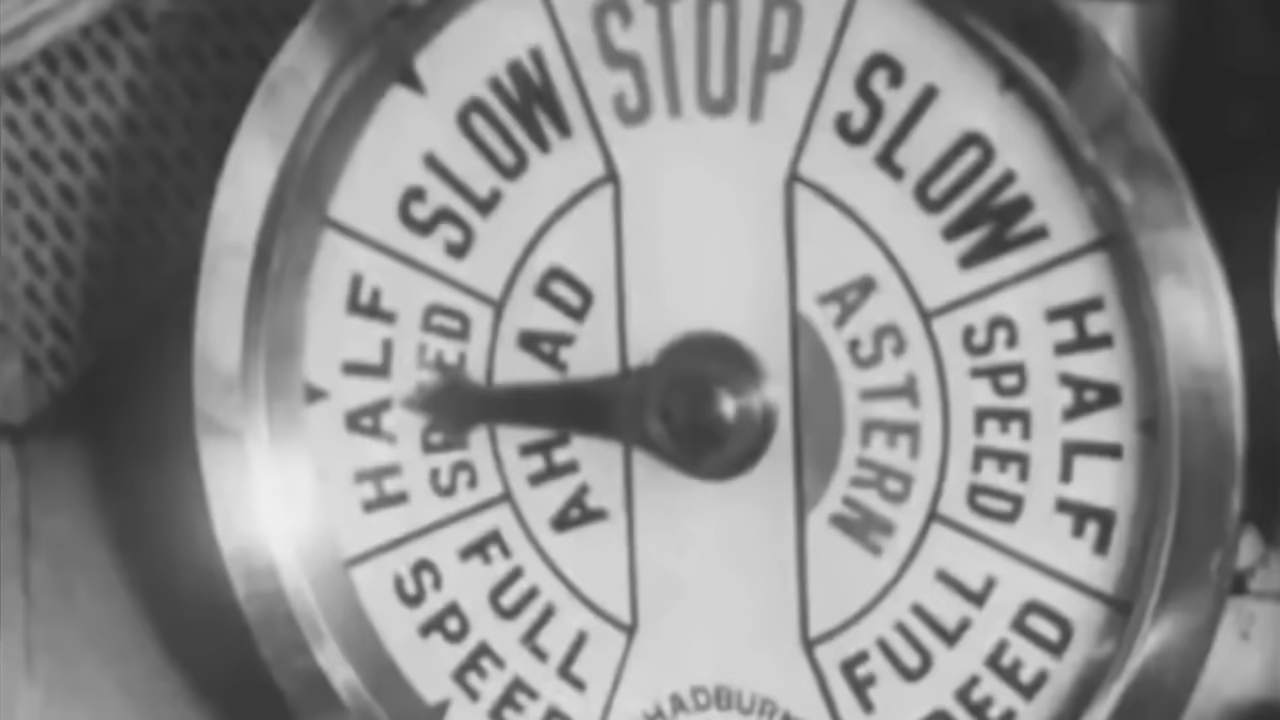 STOP
SLOW
SLOW
HALF
SPEED
AHEAD
ASTERN
HALF
SPEED
FULL
SPEED
FULL
SPEED